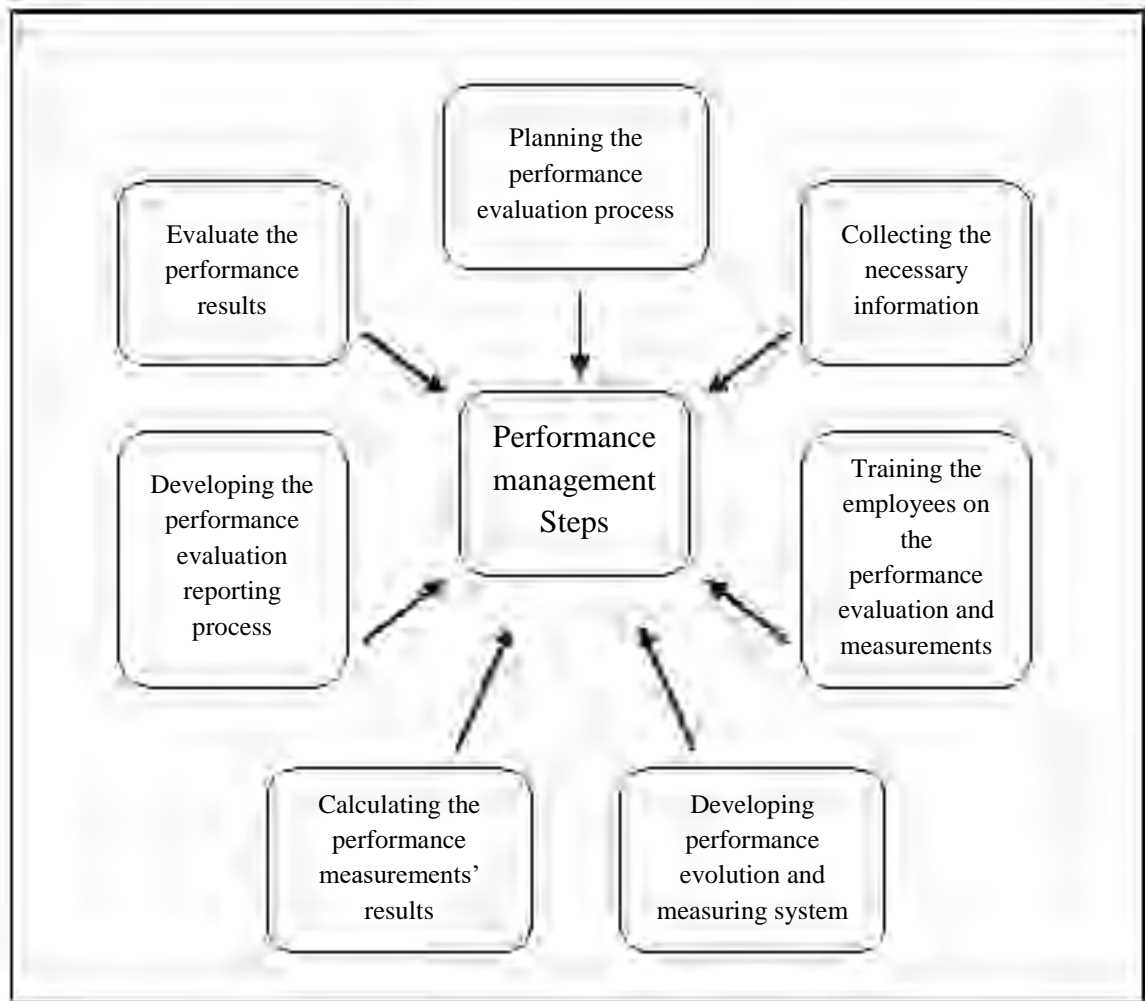 Planning the
performance
evaluation process
Evaluate the
performance
results
Collecting the
necessary
information
Performance
management
Steps
Developing the
performance
evaluation
reporting
process
Training the
employees on
the
performance
evaluation and
measurements
Calculating the
performance
measurements’
results
Developing
performance
evolution and
measuring system